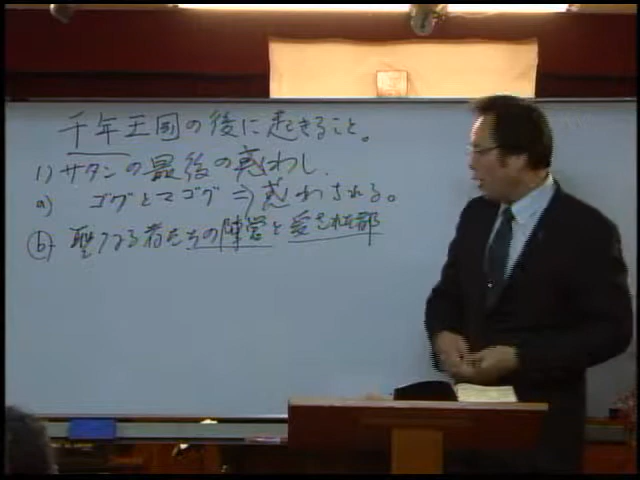 千年王国の後に起きること。
1) サタンの最後の惑わし.
a) ゴグとマゴグ⇒惑わされる。
b) 聖なる者たちの陣営と愛された都